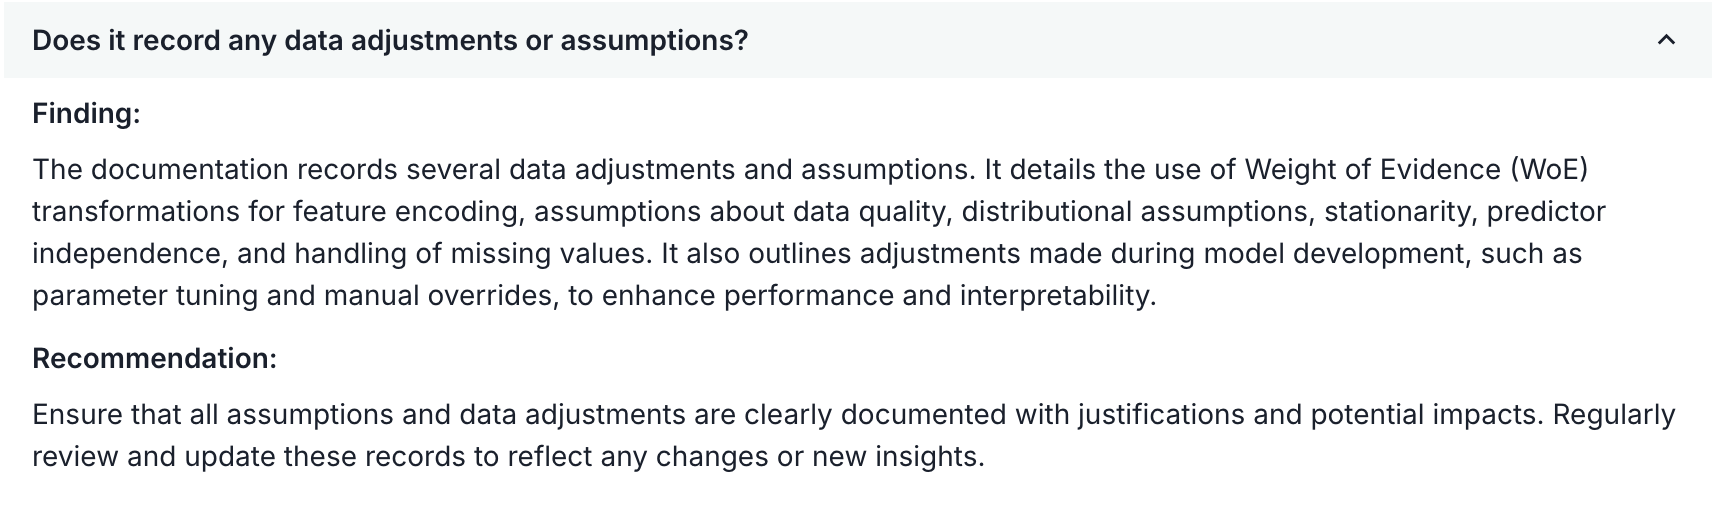 Does it record any data adjustments or assumptions?
Finding:
The documentation records several data adjustments and assumptions. It details the use of Weight of Evidence (WoE)
transformations for feature encoding, assumptions about data quality, distributional assumptions, stationarity, predictor
independence, and handling of missing values. It also outlines adjustments made during model development, such as
parameter tuning and manual overrides, to enhance performance and interpretability.
Recommendation:
Ensure that all assumptions and data adjustments are clearly documented with justifications and potential impacts. Regularly
review and update these records to reflect any changes or new insights.